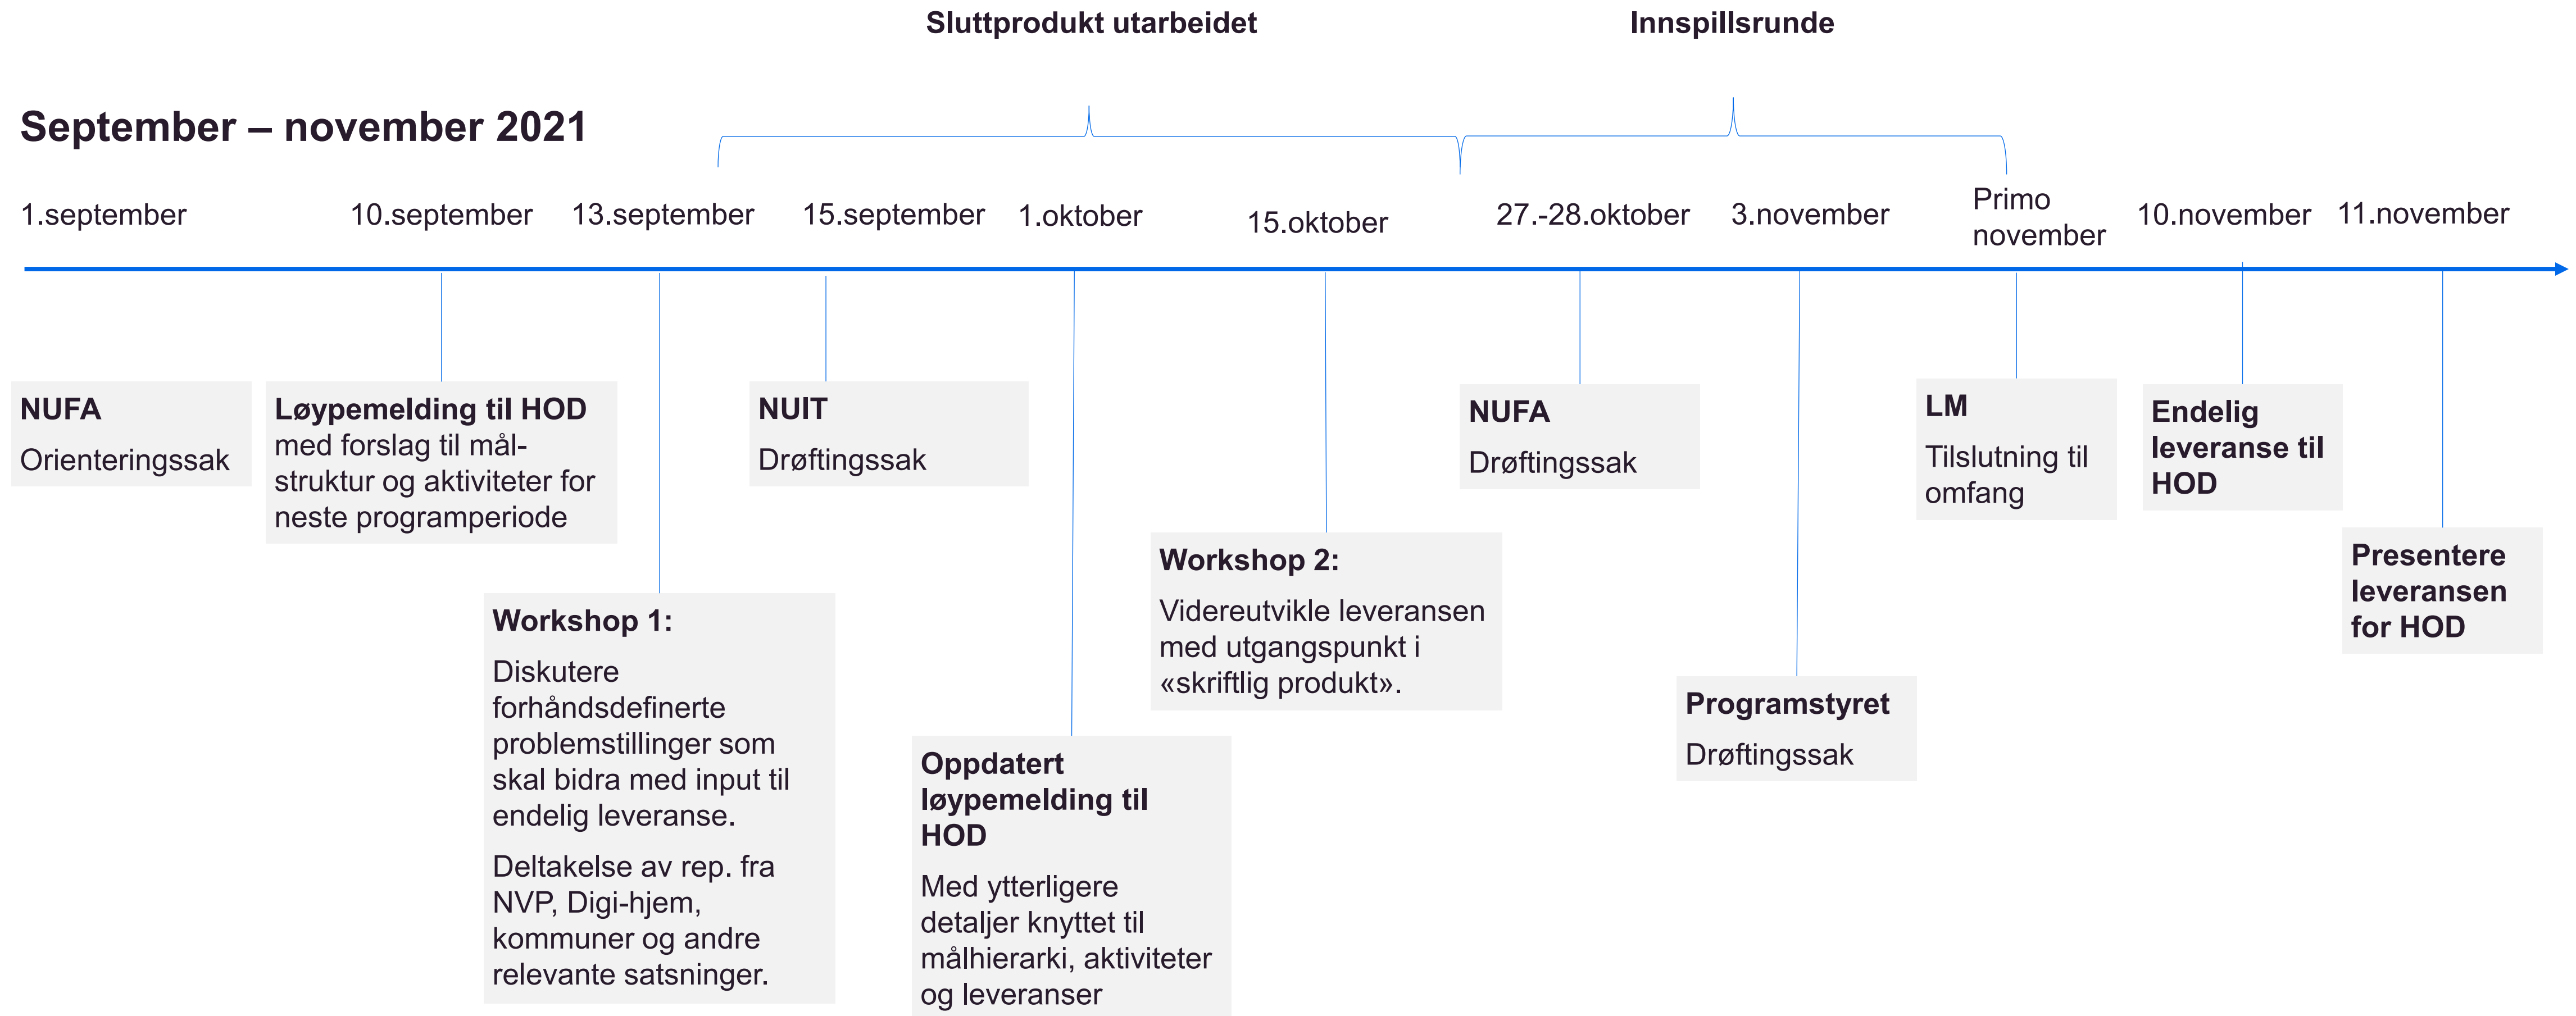 Sluttprodukt utarbeidet
Innspillsrunde
September – november 2021
1.september
10.september
13.september
15.september
1.oktober
15.oktober
27.-28.oktober
3.november
Primo
november
10.november
11.november
NUFA
Orienteringssak
Løypemelding til HOD
med forslag til mål-
struktur og aktiviteter for
neste programperiode
Workshop 1:
Diskutere
forhåndsdefinerte
problemstillinger som
skal bidra med input til
endelig leveranse.
Deltakelse av rep. fra
NVP, Digi-hjem,
kommuner og andre
relevante satsninger.
NUIT
Drøftingssak
Oppdatert
løypemelding til
HOD
Med ytterligere
detaljer knyttet til
målhierarki, aktiviteter
og leveranser
Workshop 2:
Videreutvikle leveransen
med utgangspunkt i
«skriftlig produkt».
NUFA
Drøftingssak
Programstyret
Drøftingssak
LM
Tilslutning til
omfang
Endelig
leveranse til
HOD
Presentere
leveransen
for HOD